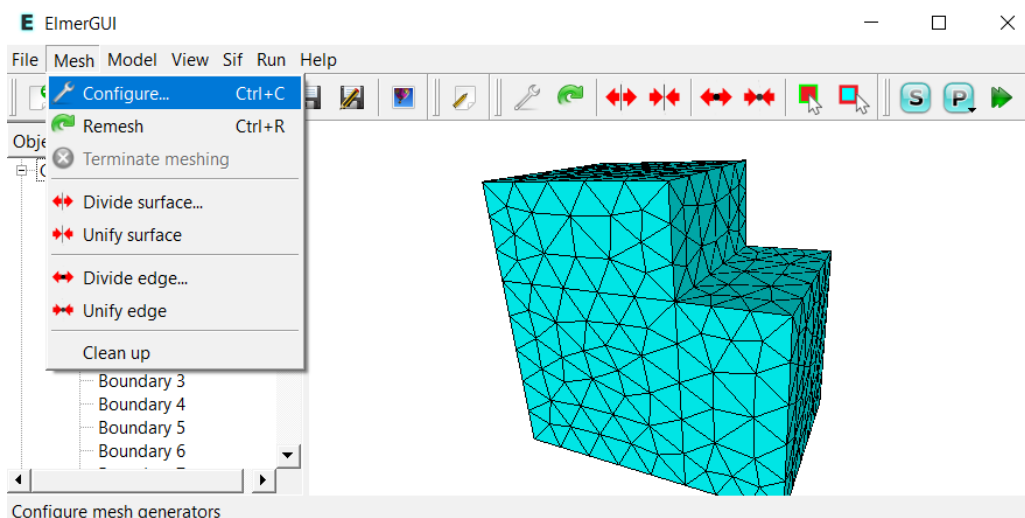 E ElmerGUI
File Mesh Model View Sif Run Help
Configure... Ctrl+C
S P
Remesh Ctrl+R
Obje
Terminate meshing
Divide surface...
Unify surface
Divide edge...
Unify edge
Clean up
Boundary 3
Boundary 4
Boundary 5
Boundary 6
Configure mesh generators